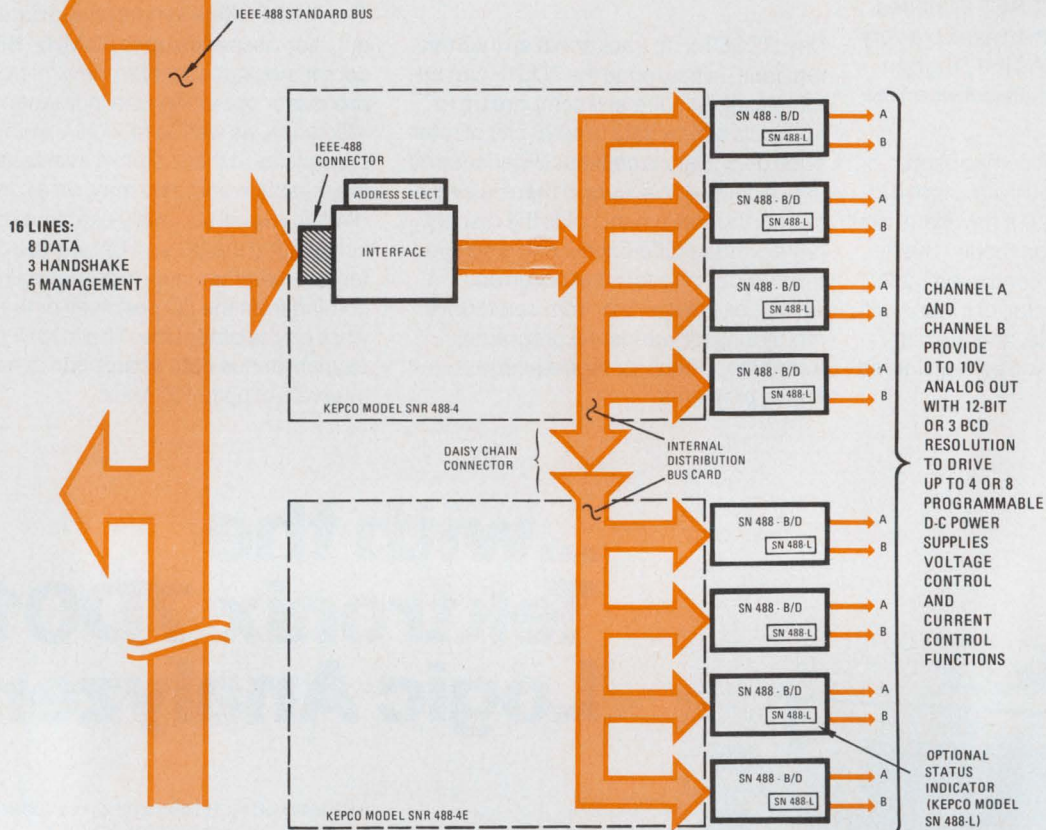 IEEE-488 STANDARD BUS
IEEE-488
CONNECTOR
ADDRESS SELECT
INTERFACE
16 LINES:
8 DATA
3 HANDSHAKE
5 MANAGEMENT
KEPCO MODEL SNR 488-4
SN 488 - B/D
SN 488-L
A
B
SN 488 - B/D
SN 488-L
A
B
SN 488 - B/D
SN 488-L
A
B
SN 488 - B/D
SN 488-L
A
B
DAISY CHAIN
CONNECTOR
INTERNAL
DISTRIBUTION
BUS CARD
SN 488 - B/D
SN 488-L
A
B
SN 488 - B/D
SN 488-L
A
B
SN 488 - B/D
SN 488-L
A
B
SN 488 - B/D
SN 488-L
A
B
KEPCO MODEL SNR 488-4E
CHANNEL A
AND
CHANNEL B
PROVIDE
0 TO 10V
ANALOG OUT
WITH 12-BIT
OR 3 BCD
RESOLUTION
TO DRIVE
UP TO 4 OR 8
PROGRAMMABLE
D-C POWER
SUPPLIES
VOLTAGE
CONTROL
AND
CURRENT
CONTROL
FUNCTIONS
OPTIONAL
STATUS
INDICATOR
(KEPCO MODEL
SN 488-L)